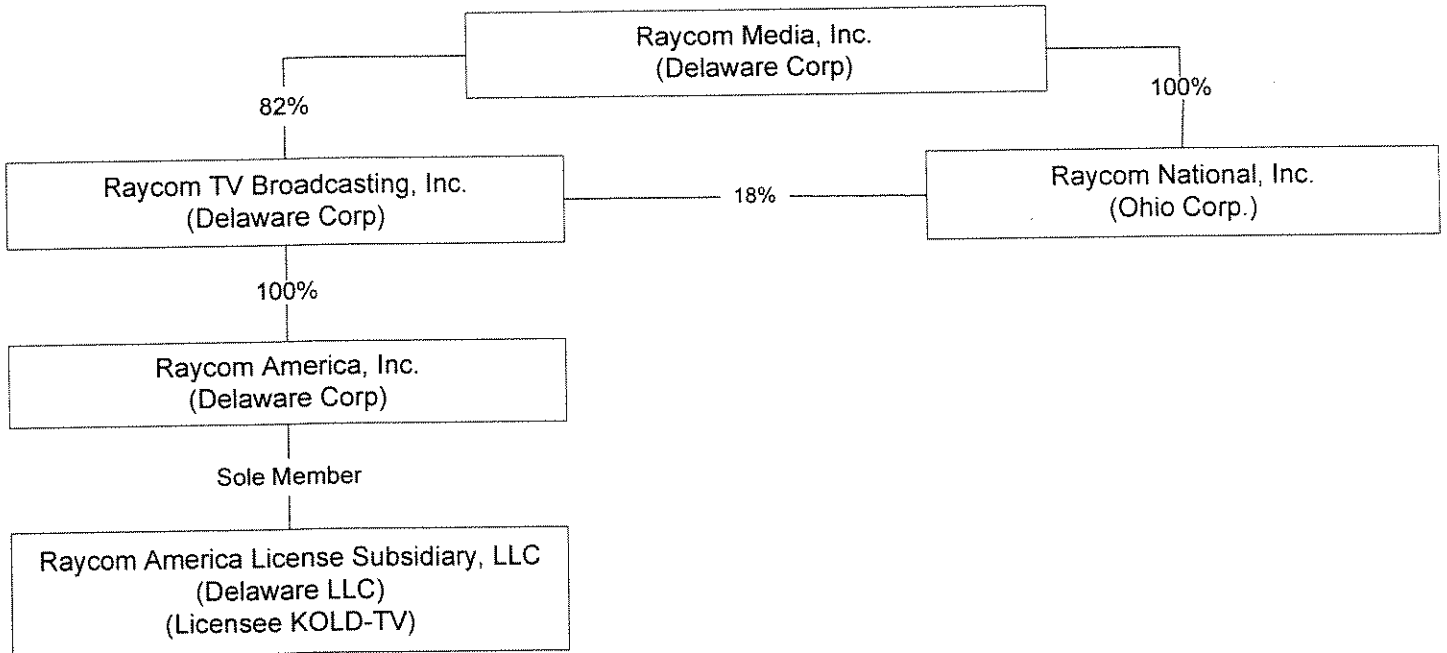 Raycom Media, Inc.
(Delaware Corp)
82%
100%
Raycom TV Broadcasting, Inc.
(Delaware Corp)
18%
Raycom National, Inc.
(Ohio Corp.)
100%
Raycom America, Inc.
(Delaware Corp)
Sole Member
Raycom America License Subsidiary, LLC
(Delaware LLC)
(Licensee KOLD-TV)